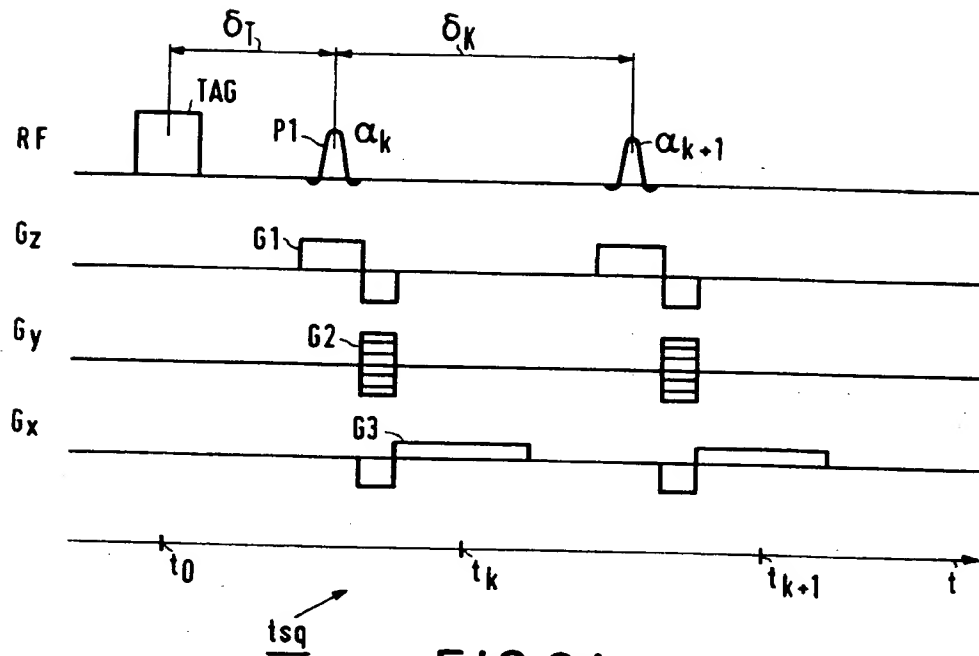 δT
δK
TAG
RF
P1
αk
αk+1
Gz
G1
Gy
G2
Gx
G3
t0
tk
tk+1
t
tsq